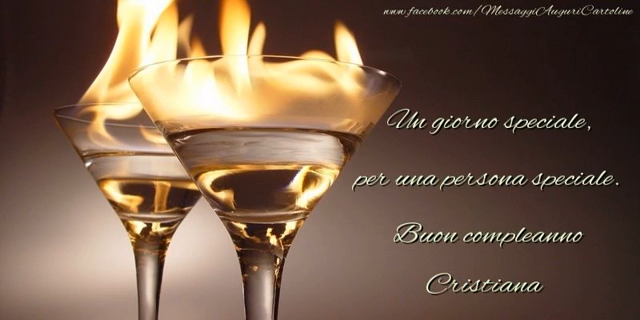 www.facebook.com/MessaggiAuguriCartoline
Un giorno speciale,
per una persona speciale.
Buon compleanno
Cristiana